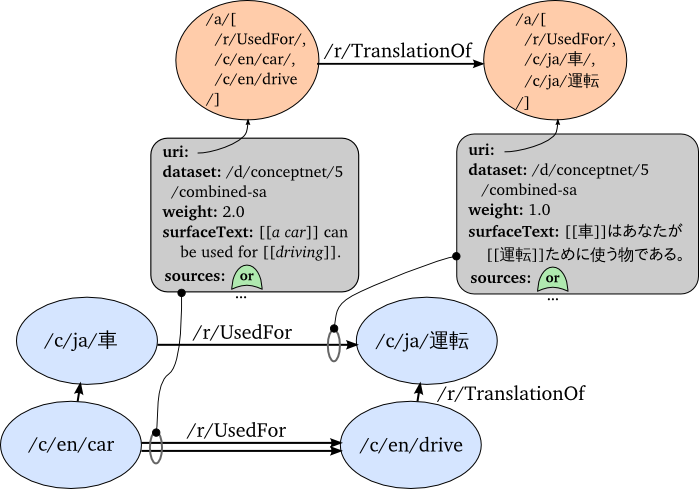 /a/[
/r/UsedFor/,
/c/en/car/,
/c/en/drive
/]
/r/TranslationOf
/a/[
/r/UsedFor/,
/c/ja/車/,
/c/ja/運転
/]
uri:
dataset: /d/conceptnet/5
/combined-sa
weight: 2.0
surfaceText: [[a car]] can
be used for [[driving]].
sources: or
...
uri:
dataset: /d/conceptnet/5
/combined-sa
weight: 1.0
surfaceText: [[車]]はあなたが
[[運転]]ために使う物である。
sources: or
...
/c/ja/車
/r/UsedFor
/c/ja/運転
/r/TranslationOf
/c/en/car
/r/UsedFor
/c/en/drive